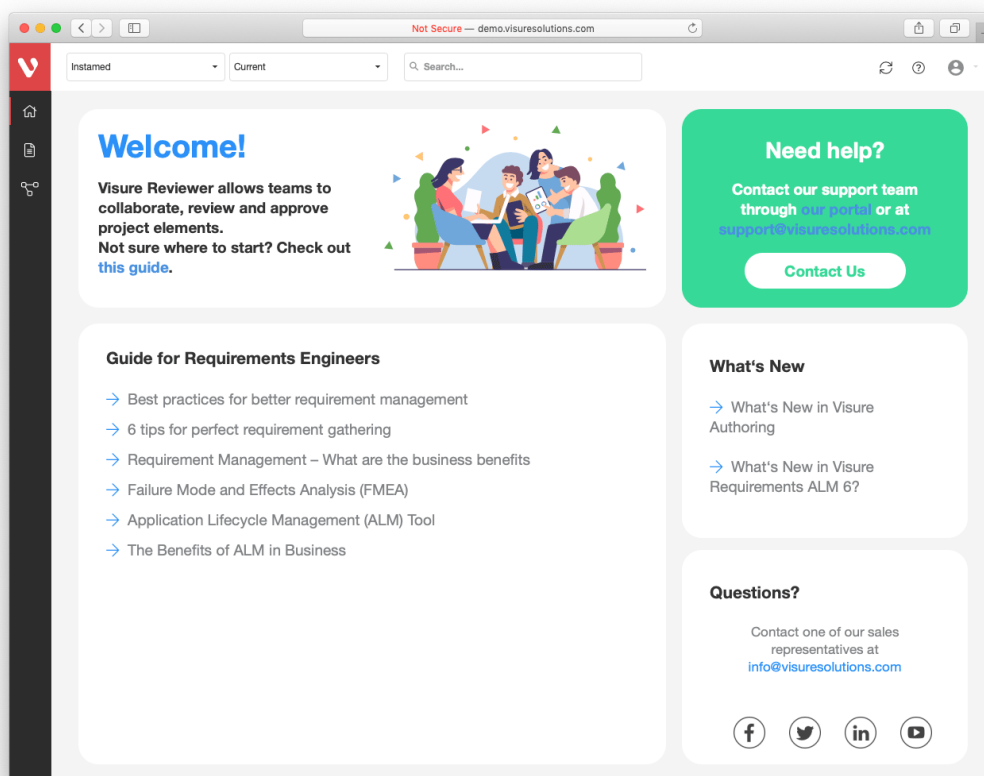 Not Secure — demo.visuresolutions.com
Instamed
Current
Search...
Welcome!
Visure Reviewer allows teams to
collaborate, review and approve
project elements.
Not sure where to start? Check out
this guide.
Need help?
Contact our support team
through our portal or at
support@visuresolutions.com
Contact Us
Guide for Requirements Engineers
Best practices for better requirement management
6 tips for perfect requirement gathering
Requirement Management – What are the business benefits
Failure Mode and Effects Analysis (FMEA)
Application Lifecycle Management (ALM) Tool
The Benefits of ALM in Business
What‘s New
What‘s New in Visure
Authoring
What‘s New in Visure
Requirements ALM 6?
Questions?
Contact one of our sales
representatives at
info@visuresolutions.com